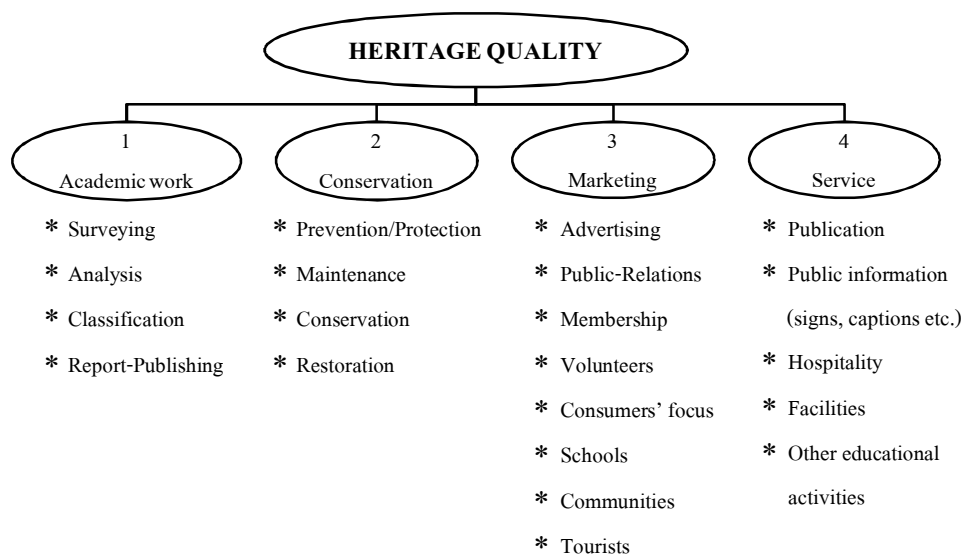 HERITAGE QUALITY
1
Academic work
* Surveying
* Analysis
* Classification
* Report-Publishing
2
Conservation
* Prevention/Protection
* Maintenance
* Conservation
* Restoration
3
Marketing
* Advertising
* Public-Relations
* Membership
* Volunteers
* Consumers’ focus
* Schools
* Communities
* Tourists
4
Service
* Publication
* Public information
(signs, captions etc.)
* Hospitality
* Facilities
* Other educational
activities